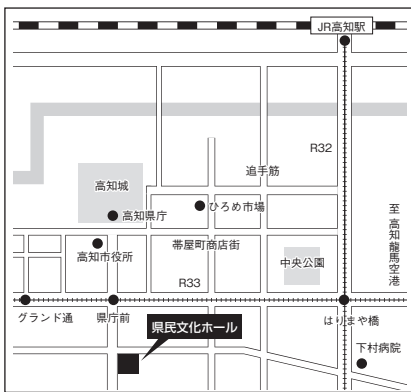 JR高知駅
R32
追手筋
高知城
ひろめ市場
高知県庁
至 高知龍馬空港
帯屋町商店街
高知市役所
中央公園
R33
グランド通
県庁前
はりまや橋
県民文化ホール
下村病院